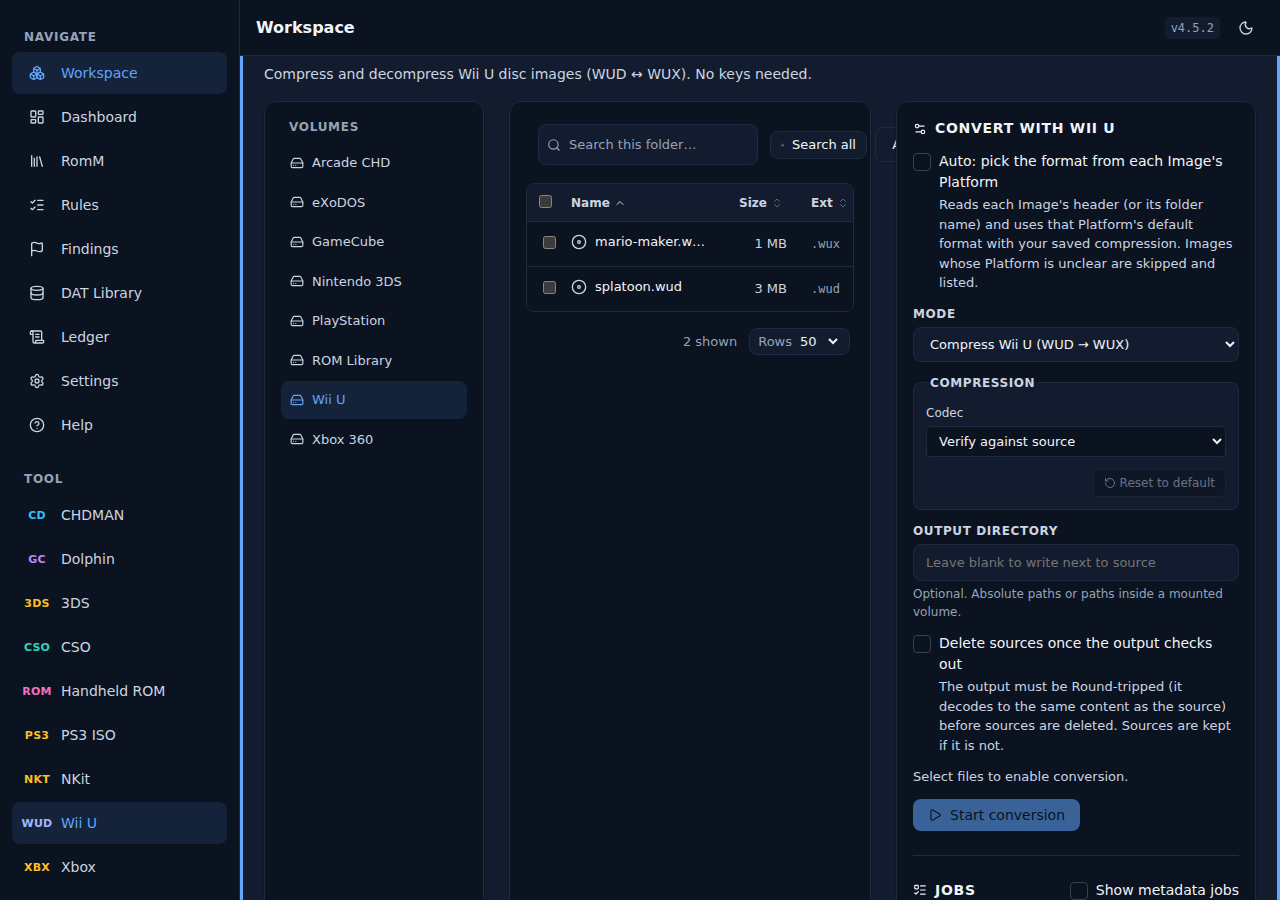 NAVIGATE
Workspace
Dashboard
RomM
Rules
Findings
DAT Library
Ledger
Settings
Help
TOOL
CD CHDMAN
GC Dolphin
3DS 3DS
CSO CSO
ROM Handheld ROM
PS3 PS3 ISO
NKT NKit
WUD Wii U
XBX Xbox
Workspace
v4.5.2
Compress and decompress Wii U disc images (WUD ↔ WUX). No keys needed.
VOLUMES
Arcade CHD
eXoDOS
GameCube
Nintendo 3DS
PlayStation
ROM Library
Wii U
Xbox 360
Search this folder…
Search all
Name Size Ext
mario-maker.w… 1 MB .wux
splatoon.wud 3 MB .wud
2 shown Rows 50
CONVERT WITH WII U
Auto: pick the format from each Image's
Platform
Reads each Image's header (or its folder
name) and uses that Platform's default
format with your saved compression. Images
whose Platform is unclear are skipped and
listed.
MODE
Compress Wii U (WUD → WUX)
COMPRESSION
Codec
Verify against source
Reset to default
OUTPUT DIRECTORY
Leave blank to write next to source
Optional. Absolute paths or paths inside a mounted
volume.
Delete sources once the output checks
out
The output must be Round-tripped (it
decodes to the same content as the source)
before sources are deleted. Sources are kept
if it is not.
Select files to enable conversion.
Start conversion
JOBS
Show metadata jobs